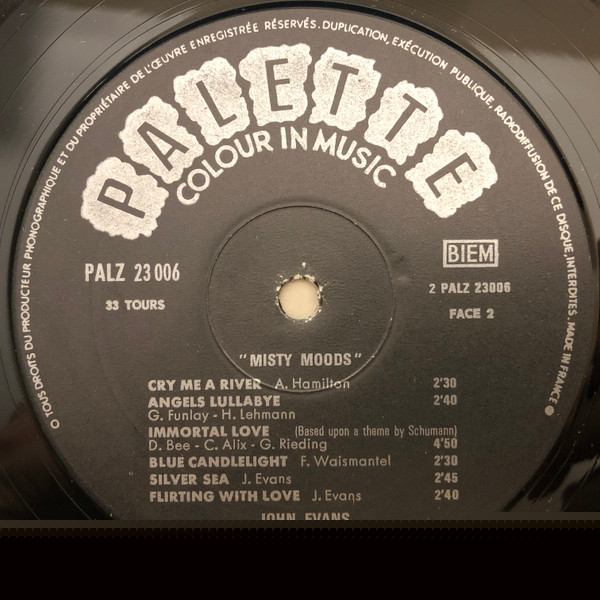 TOUS DROITS DU PRODUCTEUR PHONOGRAPHIQUE ET DU PROPRIÉTAIRE DE L'ŒUVRE ENREGISTRÉE RÉSERVÉS. DUPLICATION, EXÉCUTION PUBLIQUE, RADIODIFFUSION DE CE DISQUE, INTERDITES. MADE IN FRANCE
PALETTE
COLOUR IN MUSIC
PALZ 23006
33 TOURS
BIEM
2 PALZ 23006
FACE 2
"MISTY MOODS"
CRY ME A RIVER A. Hamilton 2'30
ANGELS LULLABYE 2'40
G. Funlay - H. Lehmann
IMMORTAL LOVE (Based upon a theme by Schumann)
D. Bee - C. Alix - G. Rieding 4'50
BLUE CANDLELIGHT F. Waismantel 2'30
SILVER SEA J. Evans 2'45
FLIRTING WITH LOVE J. Evans 2'40
JOHN EVANS